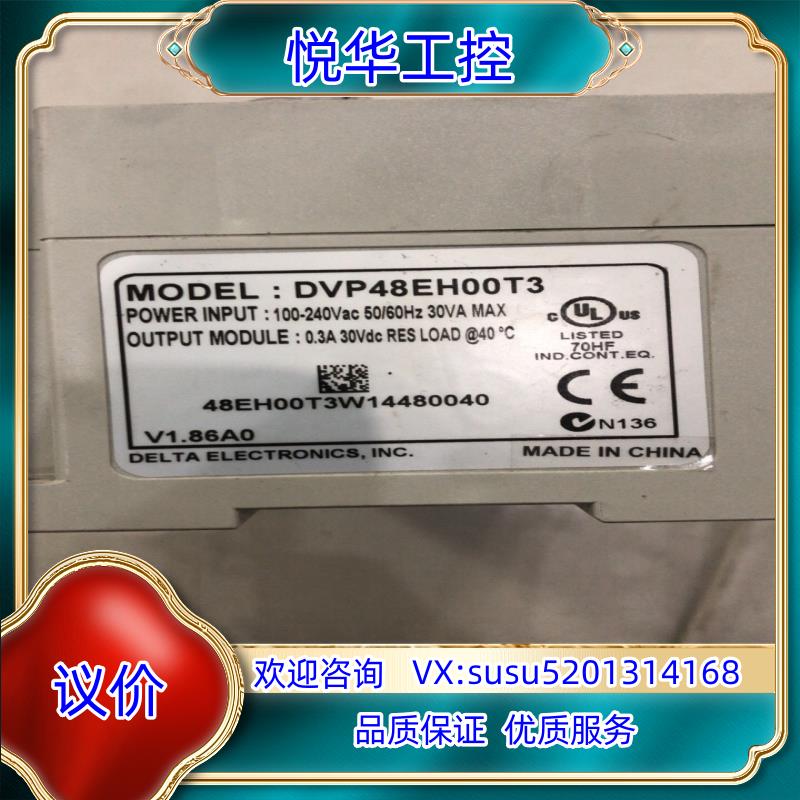 悦华工控
MODEL : DVP48EH00T3
POWER INPUT : 100-240Vac 50/60Hz 30VA MAX
OUTPUT MODULE : 0.3A 30Vdc RES LOAD @40 °C
c UL us
LISTED
70HF
IND.CONT.EQ.
48EH00T3W14480040
CE
N136
V1.86A0
DELTA ELECTRONICS, INC.
MADE IN CHINA
议价
欢迎咨询 VX:susu5201314168
品质保证 优质服务